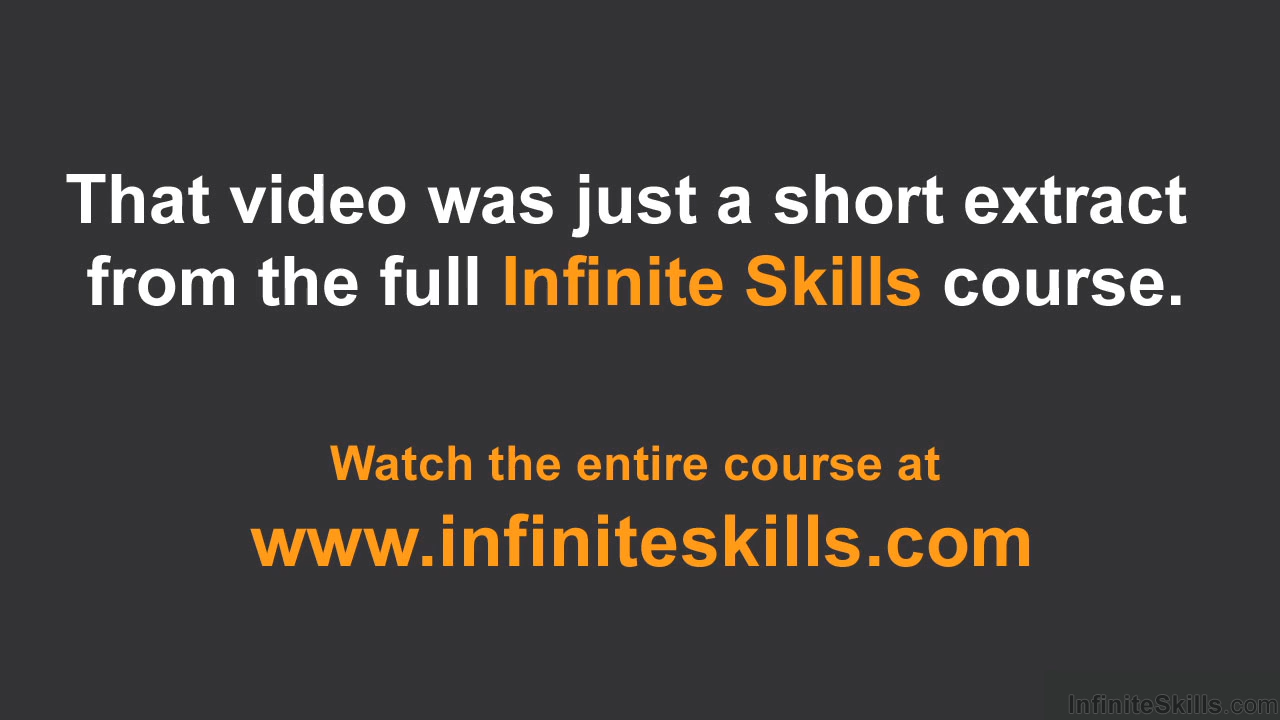 That video was just a short extract
from the full Infinite Skills course.
Watch the entire course at
www.infiniteskills.com
InfiniteSkills.com